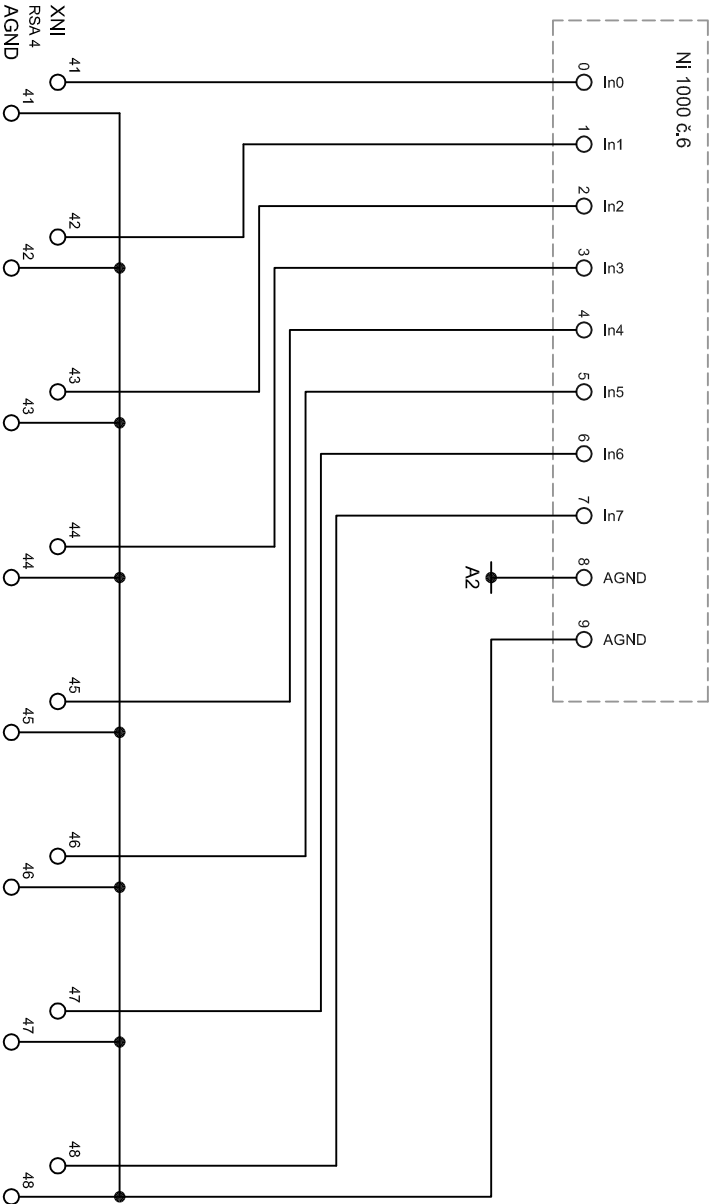 Ni 1000 č.6
0 In0
1 In1
2 In2
3 In3
4 In4
5 In5
6 In6
7 In7
8 AGND
9 AGND
A2
XNI
RSA 4
AGND
41
41
42
42
43
43
44
44
45
45
46
46
47
47
48
48